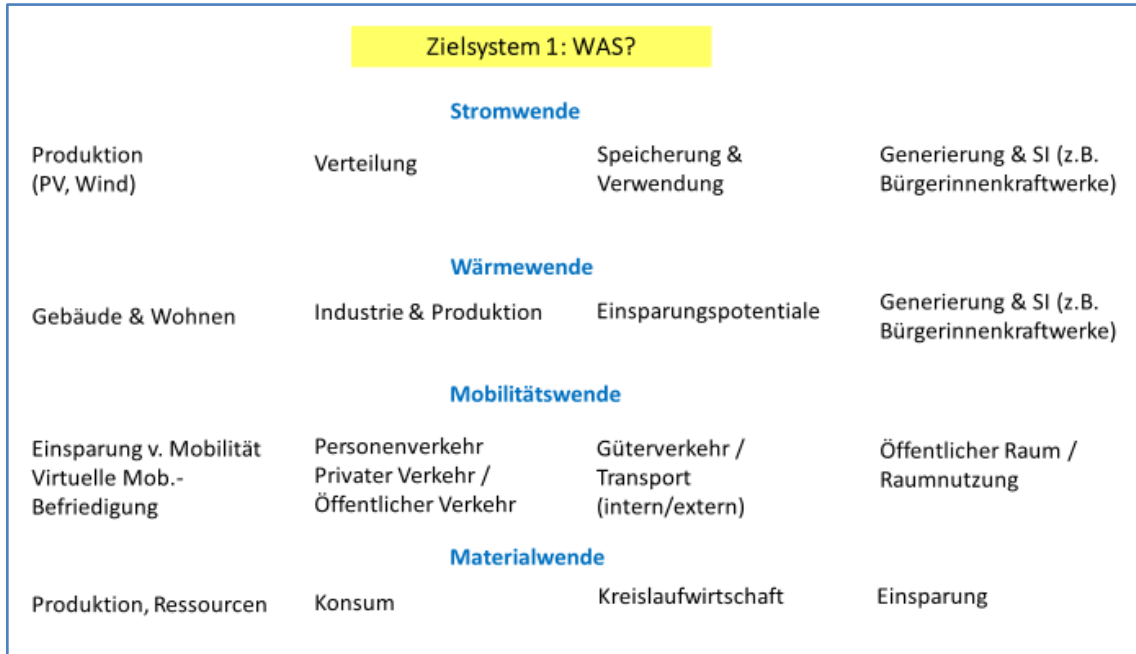 Zielsystem 1: WAS?
Stromwende
Produktion
(PV, Wind)
Verteilung
Speicherung &
Verwendung
Generierung & SI (z.B.
Bürgerinnenkraftwerke)
Wärmewende
Gebäude & Wohnen
Industrie & Produktion
Einsparungspotentiale
Generierung & SI (z.B.
Bürgerinnenkraftwerke)
Mobilitätswende
Einsparung v. Mobilität
Virtuelle Mob.-
Befriedigung
Personenverkehr
Privater Verkehr /
Öffentlicher Verkehr
Güterverkehr /
Transport
(intern/extern)
Öffentlicher Raum /
Raumnutzung
Materialwende
Produktion, Ressourcen
Konsum
Kreislaufwirtschaft
Einsparung